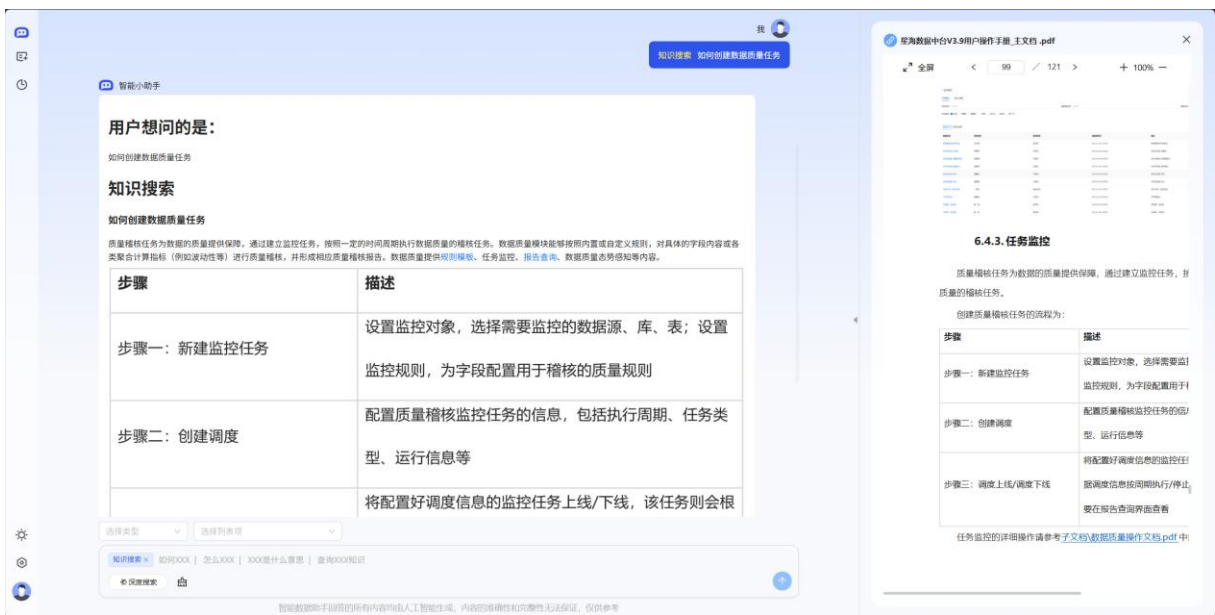 我
知识搜索 如何创建数据质量任务
智能小助手
用户想问的是：
如何创建数据质量任务
知识搜索
如何创建数据质量任务
质量稽核任务为数据的质量提供保障，通过建立监控任务，按照一定的时间周期执行数据质量的稽核任务。数据质量模块能够按照内置或自定义规则，对具体的字段内容或各
类聚合计算指标（例如波动性等）进行质量稽核，并形成相应质量稽核报告。数据质量提供规则模板、任务监控、报告查询、数据质量态势感知等内容。
步骤 描述
步骤一：新建监控任务
设置监控对象，选择需要监控的数据源、库、表；设置
监控规则，为字段配置用于稽核的质量规则
步骤二：创建调度
配置质量稽核监控任务的信息，包括执行周期、任务类
型、运行信息等
将配置好调度信息的监控任务上线/下线，该任务则会根
选择类型 选择列表项
知识搜索 × 如何XXX | 怎么XXX | XXX是什么意思 | 查询XXX知识
深度搜索
智能数据助手回答的所有内容均由人工智能生成，内容的准确性和完整性无法保证，仅供参考
星海数据中台V3.9用户操作手册_主文档 .pdf
全屏 < 99 / 121 > + 100% −
6.4.3.任务监控
质量稽核任务为数据的质量提供保障，通过建立监控任务，按
质量的稽核任务。
创建质量稽核任务的流程为：
步骤 描述
步骤一：新建监控任务
设置监控对象，选择需要监
监控规则，为字段配置用于
步骤二：创建调度
配置质量稽核监控任务的信
型、运行信息等
步骤三：调度上线/调度下线
将配置好调度信息的监控任
据调度信息按周期执行/停止
要在报告查询界面查看
任务监控的详细操作请参考子文档\数据质量操作文档.pdf 中